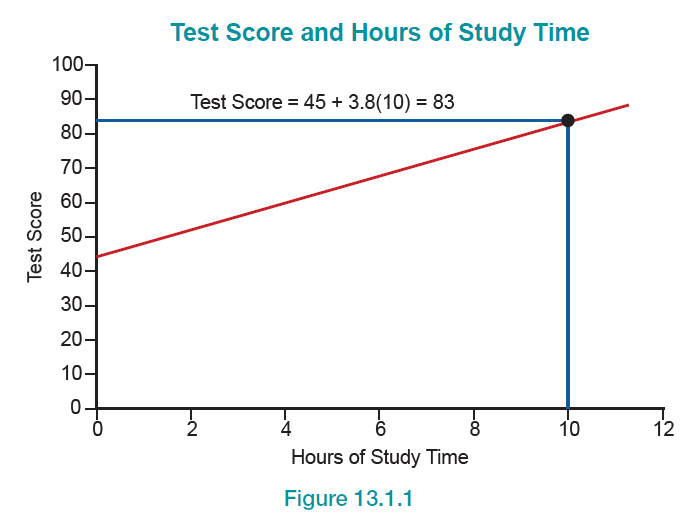 Test Score and Hours of Study Time
100
90
Test Score = 45 + 3.8(10) = 83
80
70
60
50
40
30
20
10
0
Test Score
0 2 4 6 8 10 12
Hours of Study Time
Figure 13.1.1